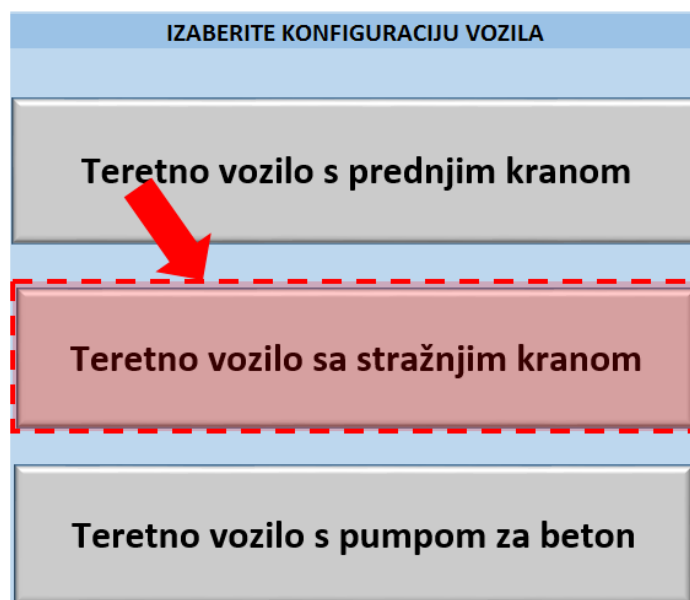 IZABERITE KONFIGURACIJU VOZILA
Teretno vozilo s prednjim kranom
Teretno vozilo sa stražnjim kranom
Teretno vozilo s pumpom za beton